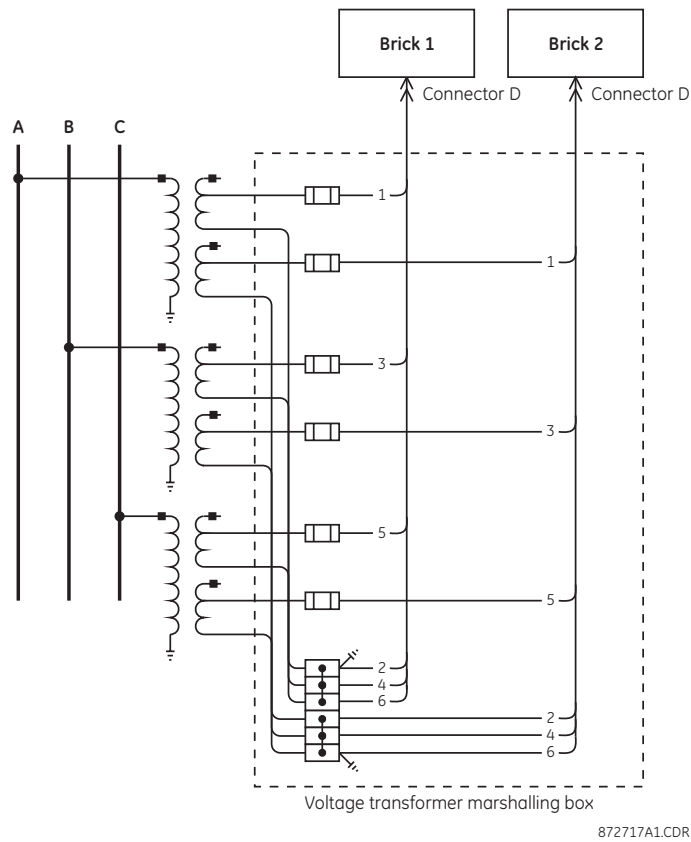 Brick 1 Brick 2
Connector D Connector D
A B C
1
1
3
3
5
5
2
4
6
2
4
6
Voltage transformer marshalling box
872717A1.CDR